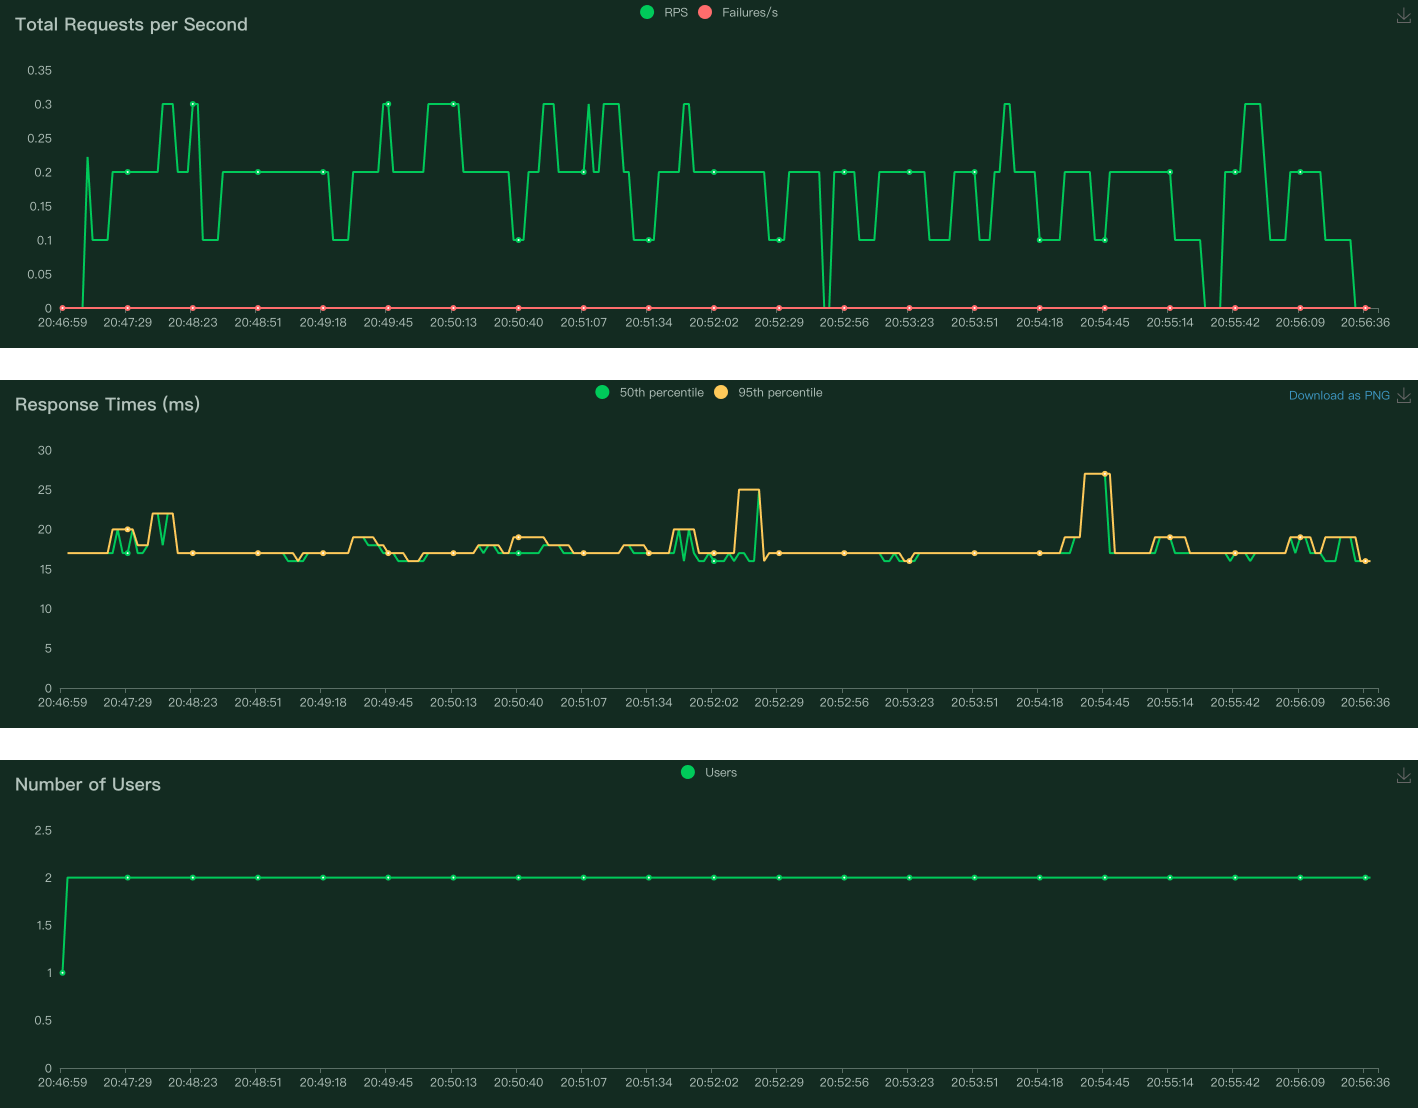 Total Requests per Second
RPS Failures/s
0.35
0.3
0.25
0.2
0.15
0.1
0.05
0
20:46:59 20:47:29 20:48:23 20:48:51 20:49:18 20:49:45 20:50:13 20:50:40 20:51:07 20:51:34 20:52:02 20:52:29 20:52:56 20:53:23 20:53:51 20:54:18 20:54:45 20:55:14 20:55:42 20:56:09 20:56:36
Response Times (ms)
50th percentile 95th percentile
Download as PNG
30
25
20
15
10
5
0
20:46:59 20:47:29 20:48:23 20:48:51 20:49:18 20:49:45 20:50:13 20:50:40 20:51:07 20:51:34 20:52:02 20:52:29 20:52:56 20:53:23 20:53:51 20:54:18 20:54:45 20:55:14 20:55:42 20:56:09 20:56:36
Number of Users
Users
2.5
2
1.5
1
0.5
0
20:46:59 20:47:29 20:48:23 20:48:51 20:49:18 20:49:45 20:50:13 20:50:40 20:51:07 20:51:34 20:52:02 20:52:29 20:52:56 20:53:23 20:53:51 20:54:18 20:54:45 20:55:14 20:55:42 20:56:09 20:56:36